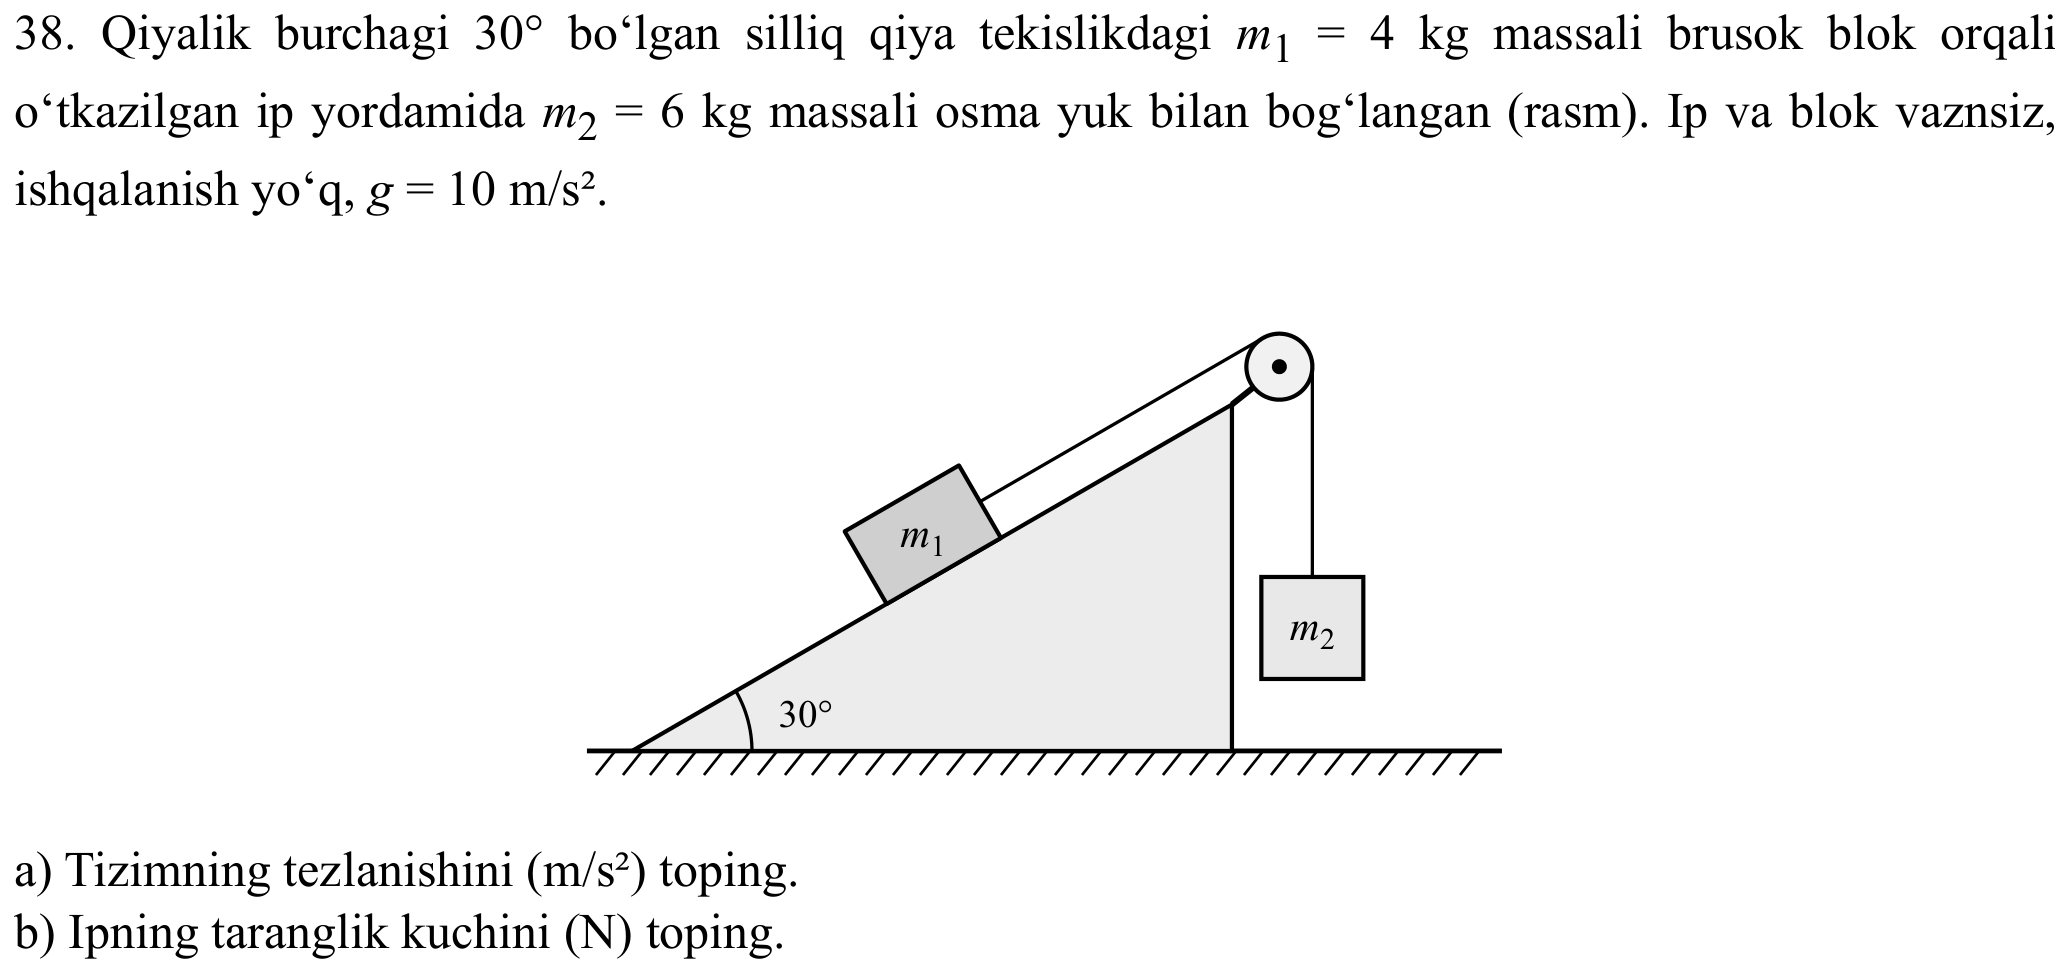 38. Qiyalik burchagi 30° bo‘lgan silliq qiya tekislikdagi m₁ = 4 kg massali brusok blok orqali
o‘tkazilgan ip yordamida m₂ = 6 kg massali osma yuk bilan bog‘langan (rasm). Ip va blok vaznsiz,
ishqalanish yo‘q, g = 10 m/s².
m₁
m₂
30°
a) Tizimning tezlanishini (m/s²) toping.
b) Ipning taranglik kuchini (N) toping.